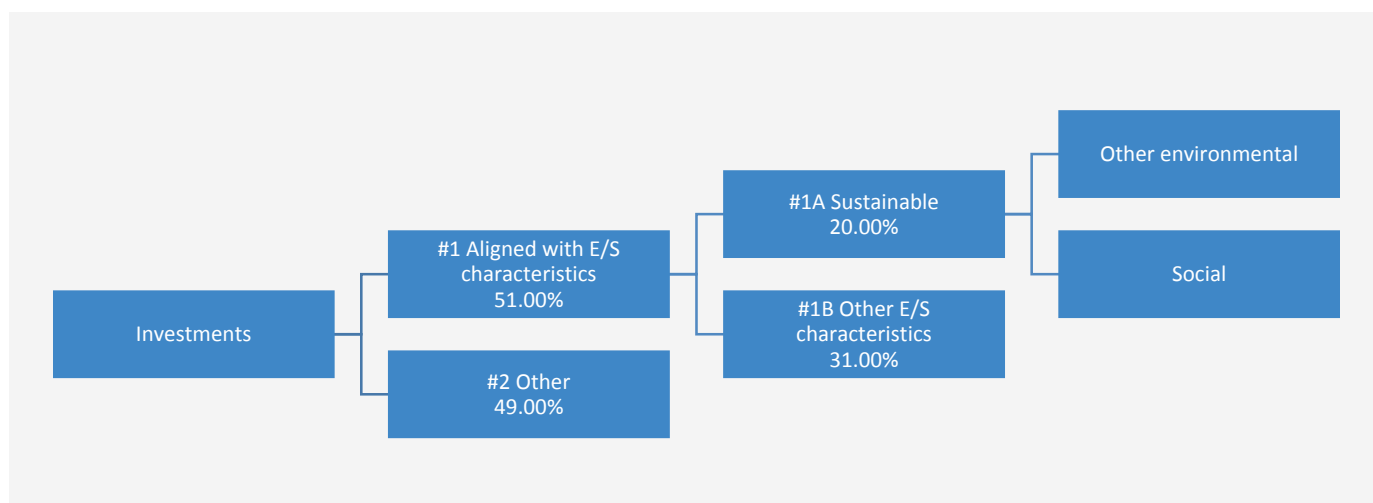 Investments
#1 Aligned with E/S
characteristics
51.00%
#2 Other
49.00%
#1A Sustainable
20.00%
#1B Other E/S
characteristics
31.00%
Other environmental
Social